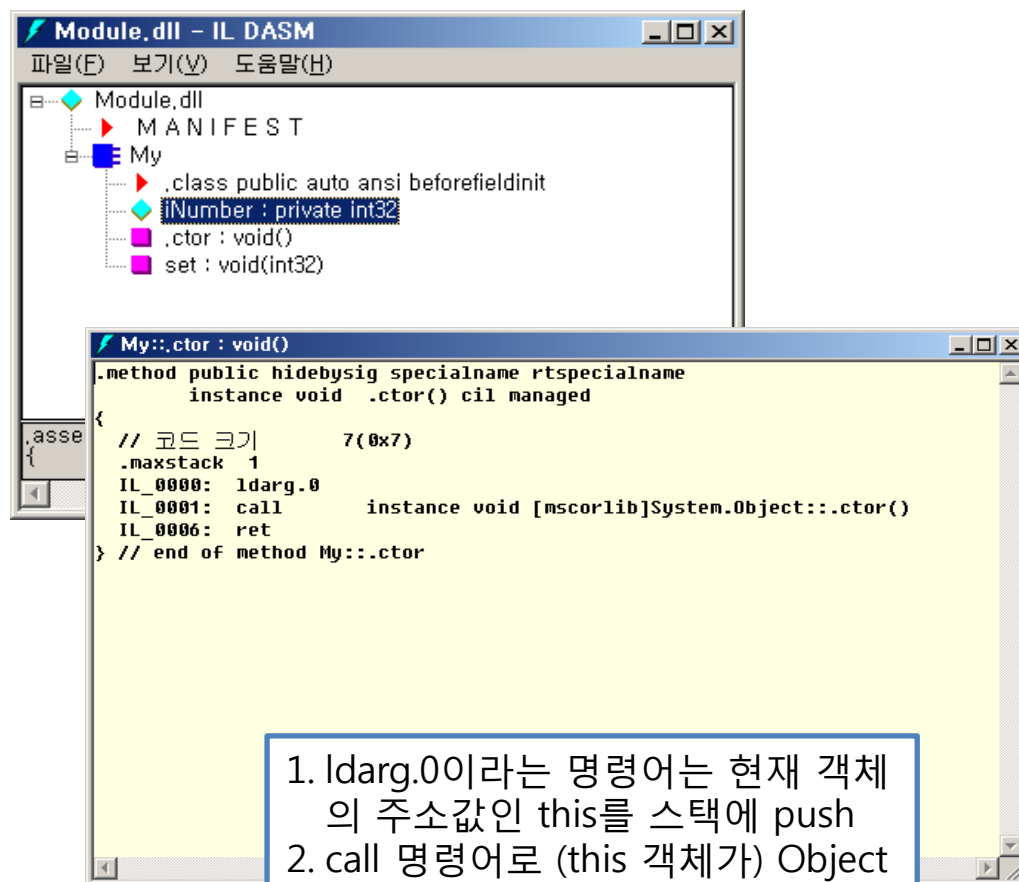 Module,dll - IL DASM
파일(F) 보기(V) 도움말(H)
Module,dll
M A N I F E S T
My
,class public auto ansi beforefieldinit
iNumber : private int32
,ctor : void()
set : void(int32)
,asse
{
My::,ctor : void()
.method public hidebysig specialname rtspecialname
instance void .ctor() cil managed
{
// 코드 크기 7(0x7)
.maxstack 1
IL_0000: ldarg.0
IL_0001: call instance void [mscorlib]System.Object::.ctor()
IL_0006: ret
} // end of method My::.ctor
1. ldarg.0이라는 명령어는 현재 객체
의 주소값인 this를 스택에 push
2. call 명령어로 (this 객체가) Object